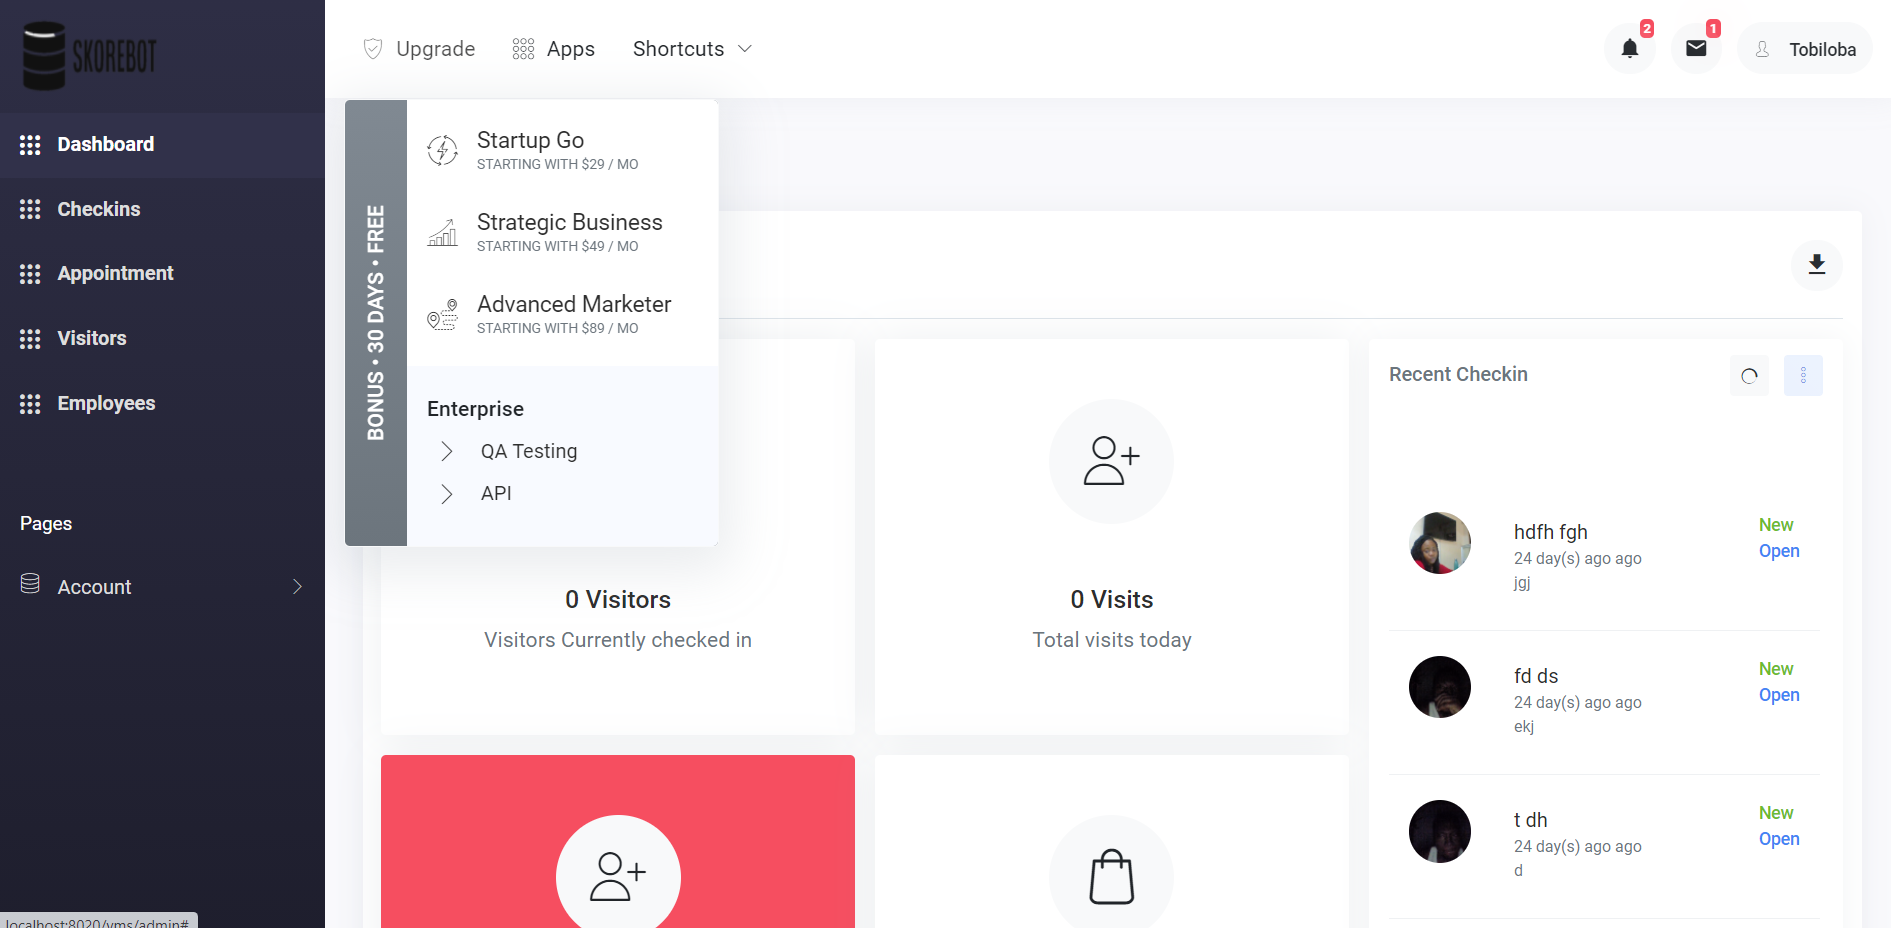 SKOREBOT
Upgrade
Apps
Shortcuts
2
1
Tobiloba
Dashboard
Checkins
Appointment
Visitors
Employees
Pages
Account
BONUS • 30 DAYS • FREE
Startup Go
STARTING WITH $29 / MO
Strategic Business
STARTING WITH $49 / MO
Advanced Marketer
STARTING WITH $89 / MO
Enterprise
QA Testing
API
0 Visitors
Visitors Currently checked in
0 Visits
Total visits today
Recent Checkin
hdfh fgh
24 day(s) ago ago
jgj
New
Open
fd ds
24 day(s) ago ago
ekj
New
Open
t dh
24 day(s) ago ago
d
New
Open
localhost:8020/vms/admin#